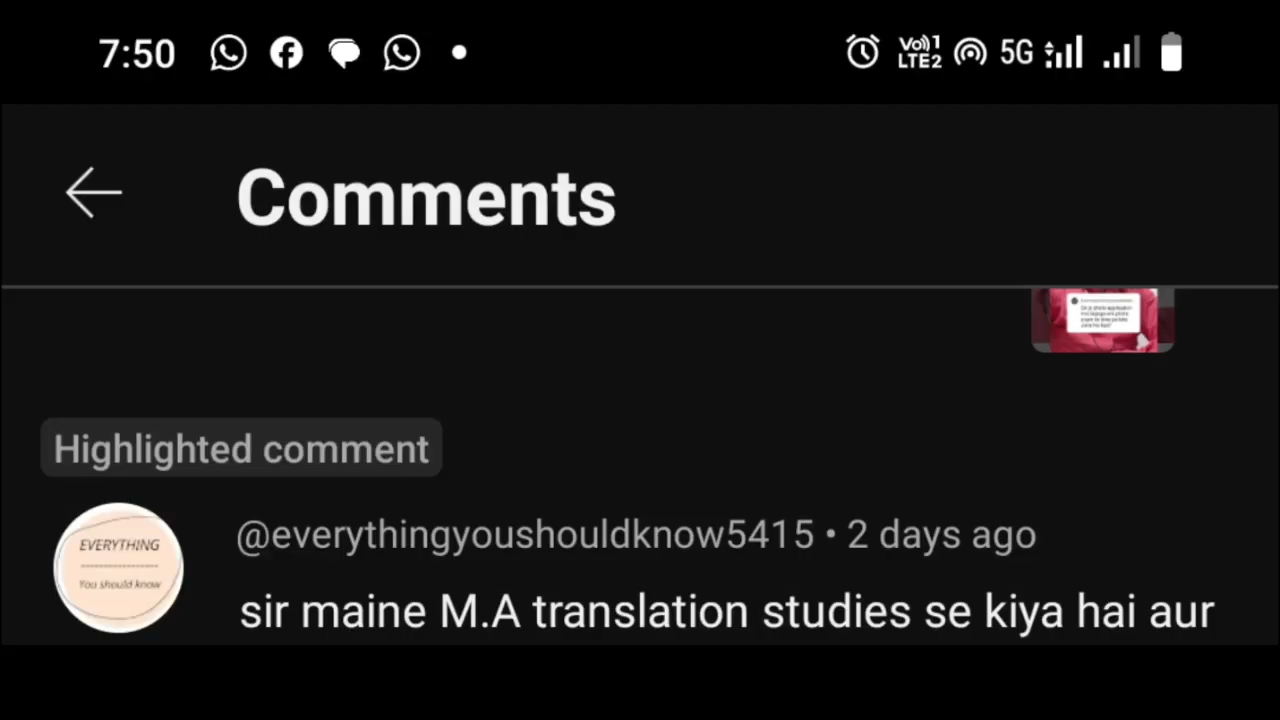 7:50
Vo)) 1
LTE2
5G
Comments
Highlighted comment
EVERYTHING
You should know
@everythingyoushouldknow5415 • 2 days ago
sir maine M.A translation studies se kiya hai aur